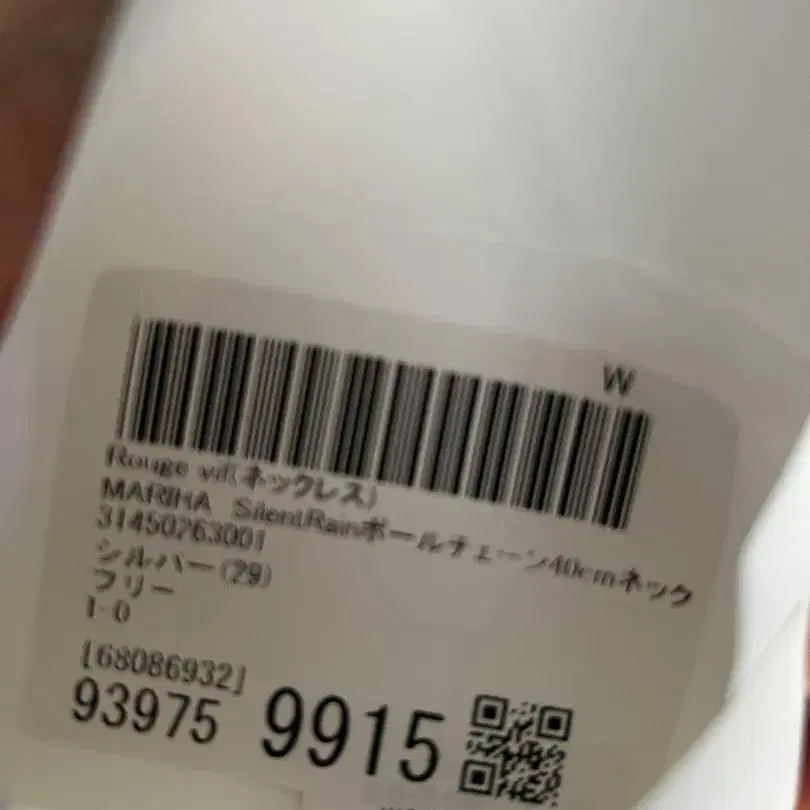 W
Rouge vif(ネックレス)
MARIHA SilentRainボールチェーン40cmネック
31450263001
シルバー(29)
フリー
1-0
[68086932]
93975 9915